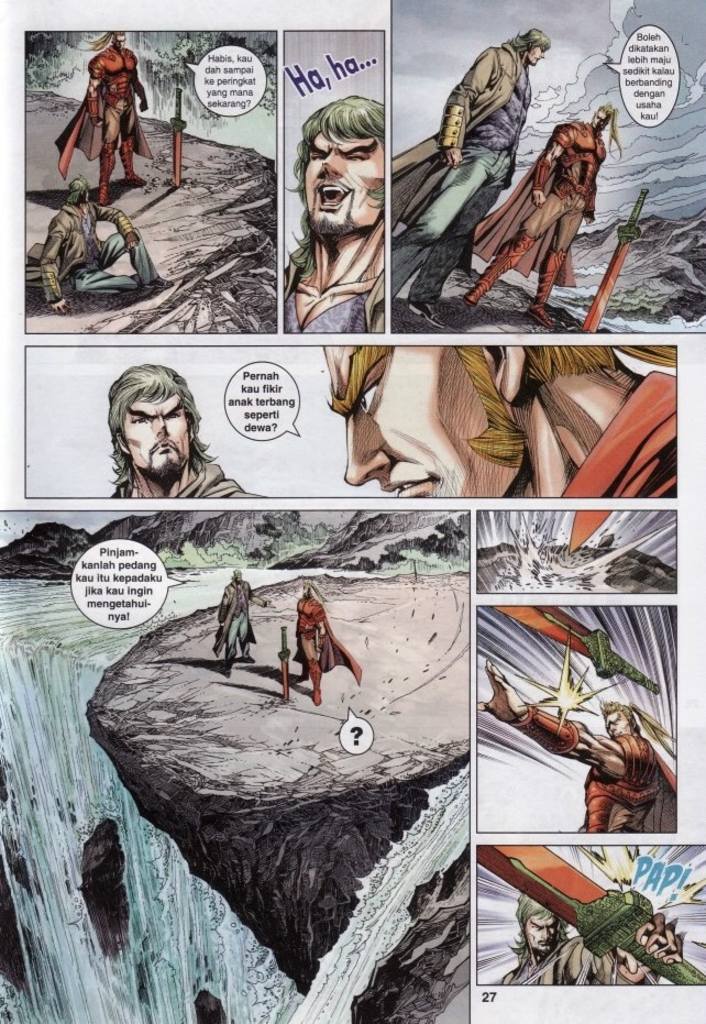 Habis, kau
dah sampai
ke peringkat
yang mana
sekarang?
Ha, ha...
Boleh
dikatakan
lebih maju
sedikit kalau
berbanding
dengan
usaha
kau!
Pernah
kau fikir
anak terbang
seperti
dewa?
Pinjam-
kanlah pedang
kau itu kepadaku
jika kau ingin
mengetahui-
nya!
?
PAP!
27